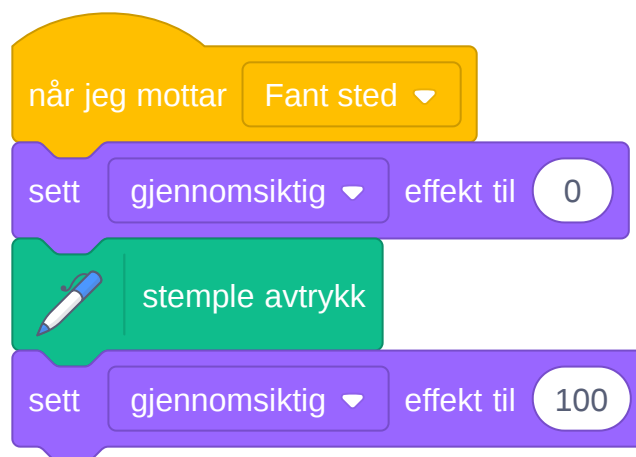 når jeg mottar Fant sted
sett gjennomsiktig effekt til 0
stemple avtrykk
sett gjennomsiktig effekt til 100